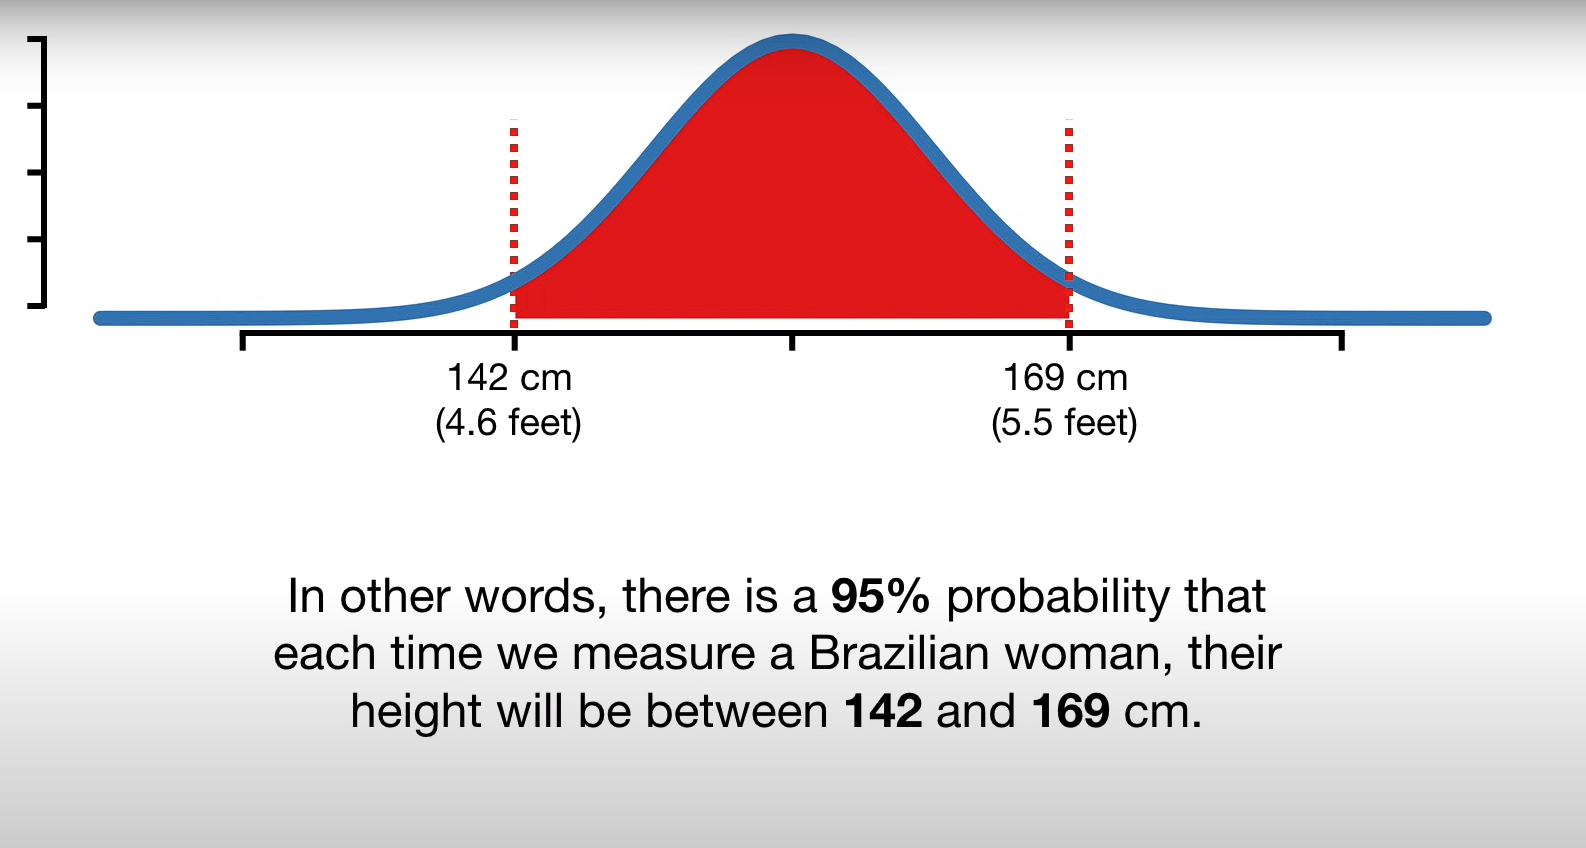 142 cm
(4.6 feet)
169 cm
(5.5 feet)
In other words, there is a 95% probability that
each time we measure a Brazilian woman, their
height will be between 142 and 169 cm.